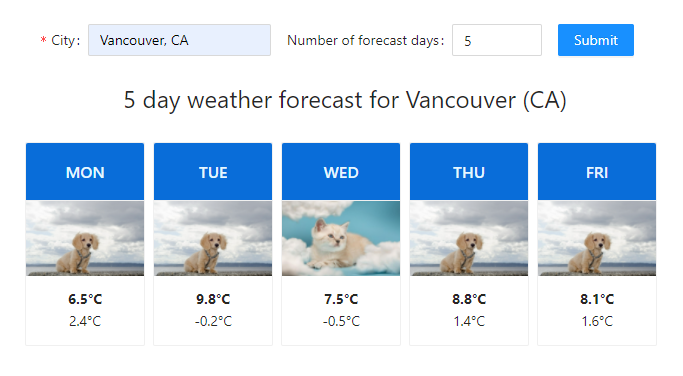 * City: Vancouver, CA Number of forecast days: 5 Submit
5 day weather forecast for Vancouver (CA)
MON TUE WED THU FRI
6.5°C 9.8°C 7.5°C 8.8°C 8.1°C
2.4°C -0.2°C -0.5°C 1.4°C 1.6°C